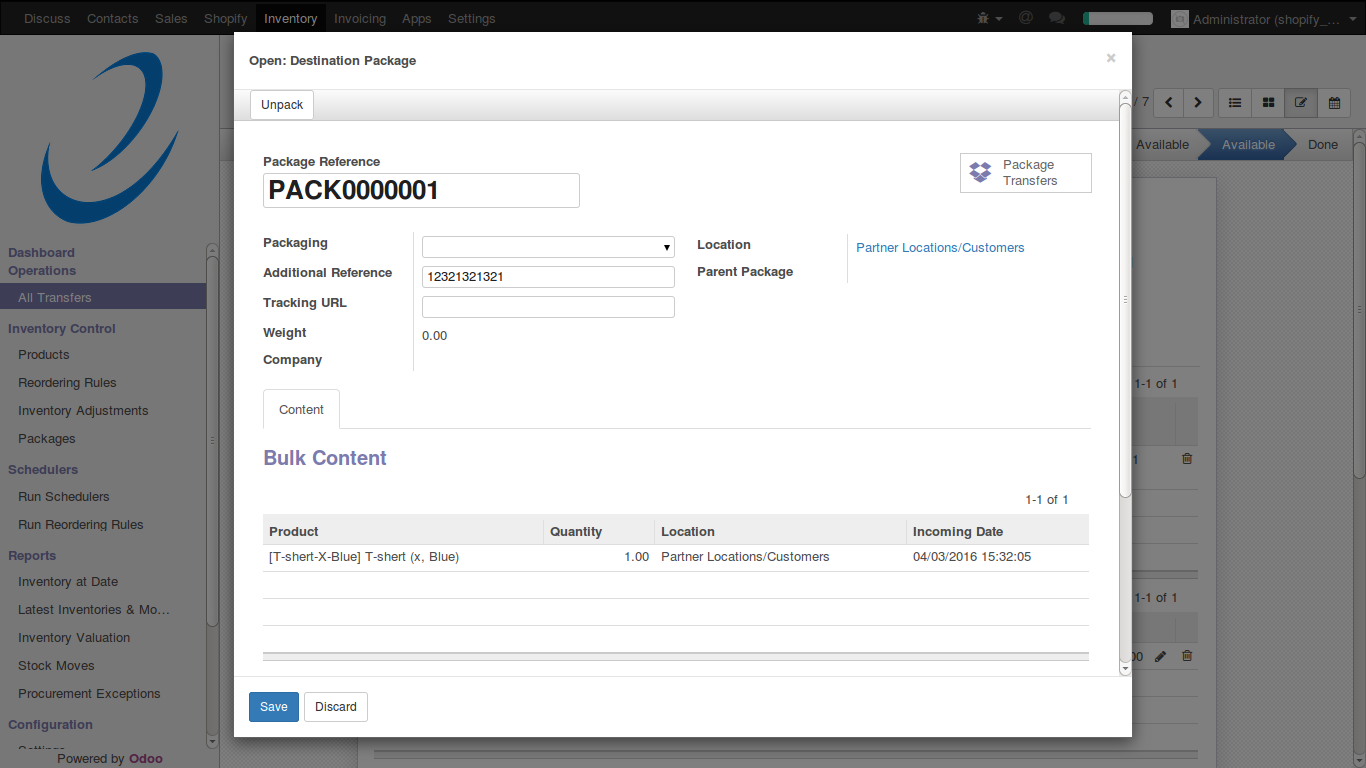 Discuss Contacts Sales Shopify Inventory Invoicing Apps Settings @ Administrator (shopify_...
Open: Destination Package ×
Unpack
/ 7
Available Available Done
Package Reference
PACK0000001
Package
Transfers
Packaging
Additional Reference 12321321321
Tracking URL
Weight 0.00
Company
Location Partner Locations/Customers
Parent Package
Content
Bulk Content
1-1 of 1
Product Quantity Location Incoming Date
[T-shert-X-Blue] T-shert (x, Blue) 1.00 Partner Locations/Customers 04/03/2016 15:32:05
Save Discard
Dashboard
Operations
All Transfers
Inventory Control
Products
Reordering Rules
Inventory Adjustments
Packages
Schedulers
Run Schedulers
Run Reordering Rules
Reports
Inventory at Date
Latest Inventories & Mo...
Inventory Valuation
Stock Moves
Procurement Exceptions
Configuration
Powered by Odoo
1-1 of 1
1
1-1 of 1